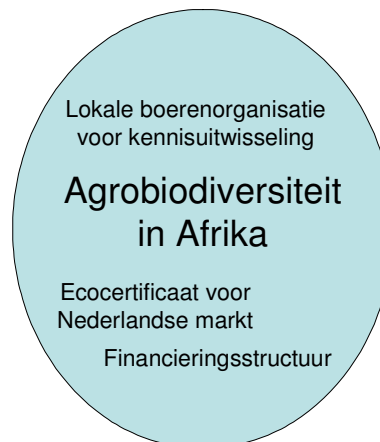 Lokale boerenorganisatie
voor kennisuitwisseling
Agrobiodiversiteit
in Afrika
Ecocertificaat voor
Nederlandse markt
Financieringsstructuur